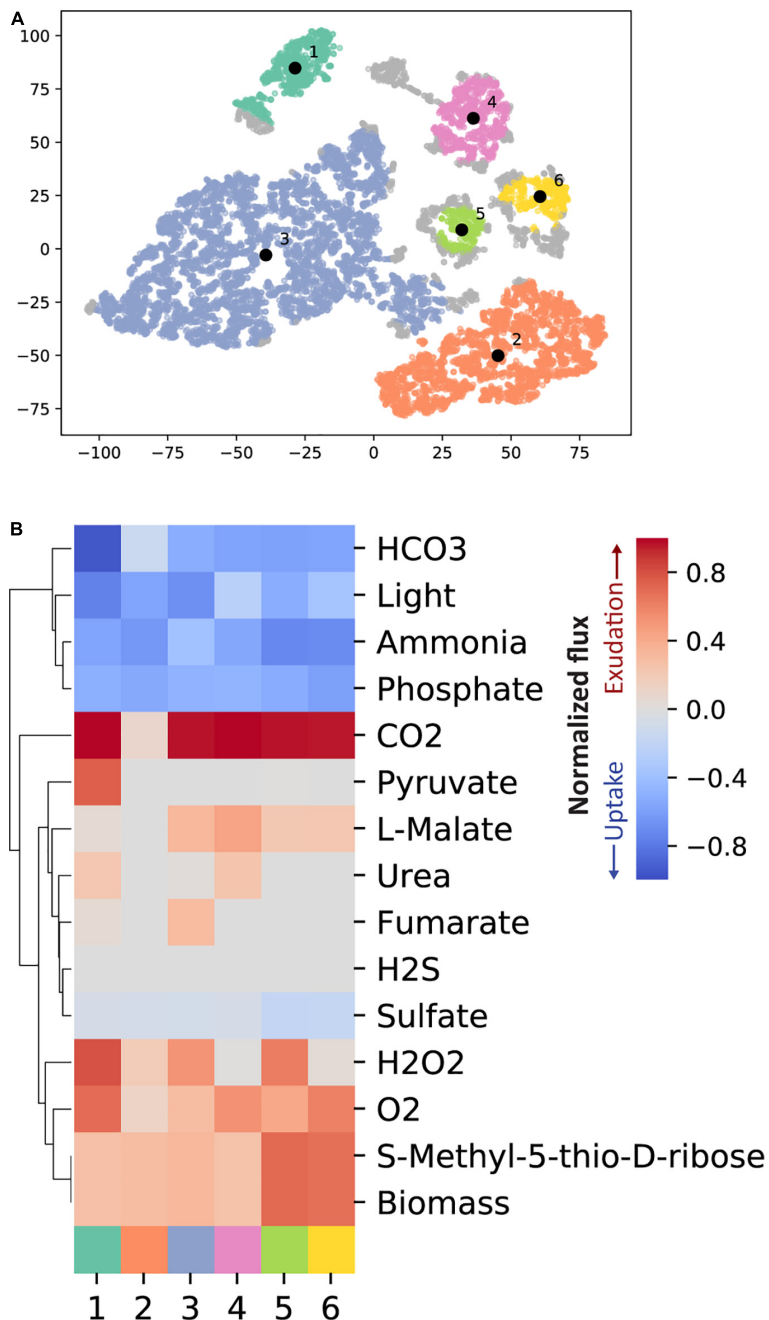 A
100
75
50
25
0
−25
−50
−75
−100 −75 −50 −25 0 25 50 75
1
4
6
5
3
2
B
HCO3
Light
Ammonia
Phosphate
CO2
Pyruvate
L-Malate
Urea
Fumarate
H2S
Sulfate
H2O2
O2
S-Methyl-5-thio-D-ribose
Biomass
1 2 3 4 5 6
Normalized flux
Exudation
Uptake
0.8
0.4
0.0
−0.4
−0.8